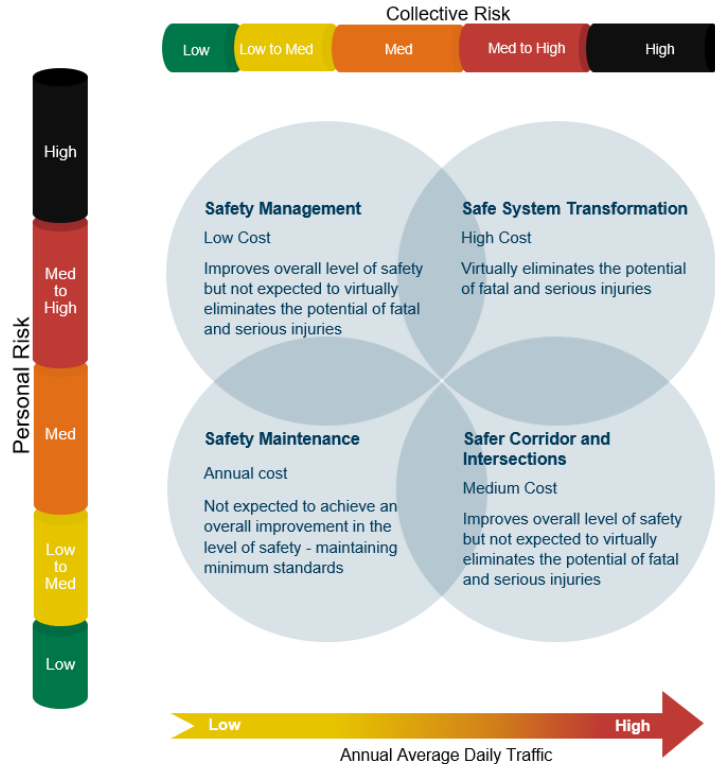 Collective Risk
Low
Low to Med
Med
Med to High
High
Personal Risk
High
Med
to
High
Med
Low
to
Med
Low
Safety Management
Low Cost
Improves overall level of safety
but not expected to virtually
eliminates the potential of fatal
and serious injuries
Safe System Transformation
High Cost
Virtually eliminates the potential
of fatal and serious injuries
Safety Maintenance
Annual cost
Not expected to achieve an
overall improvement in the
level of safety - maintaining
minimum standards
Safer Corridor and
Intersections
Medium Cost
Improves overall level of safety
but not expected to virtually
eliminates the potential of fatal
and serious injuries
Low
High
Annual Average Daily Traffic